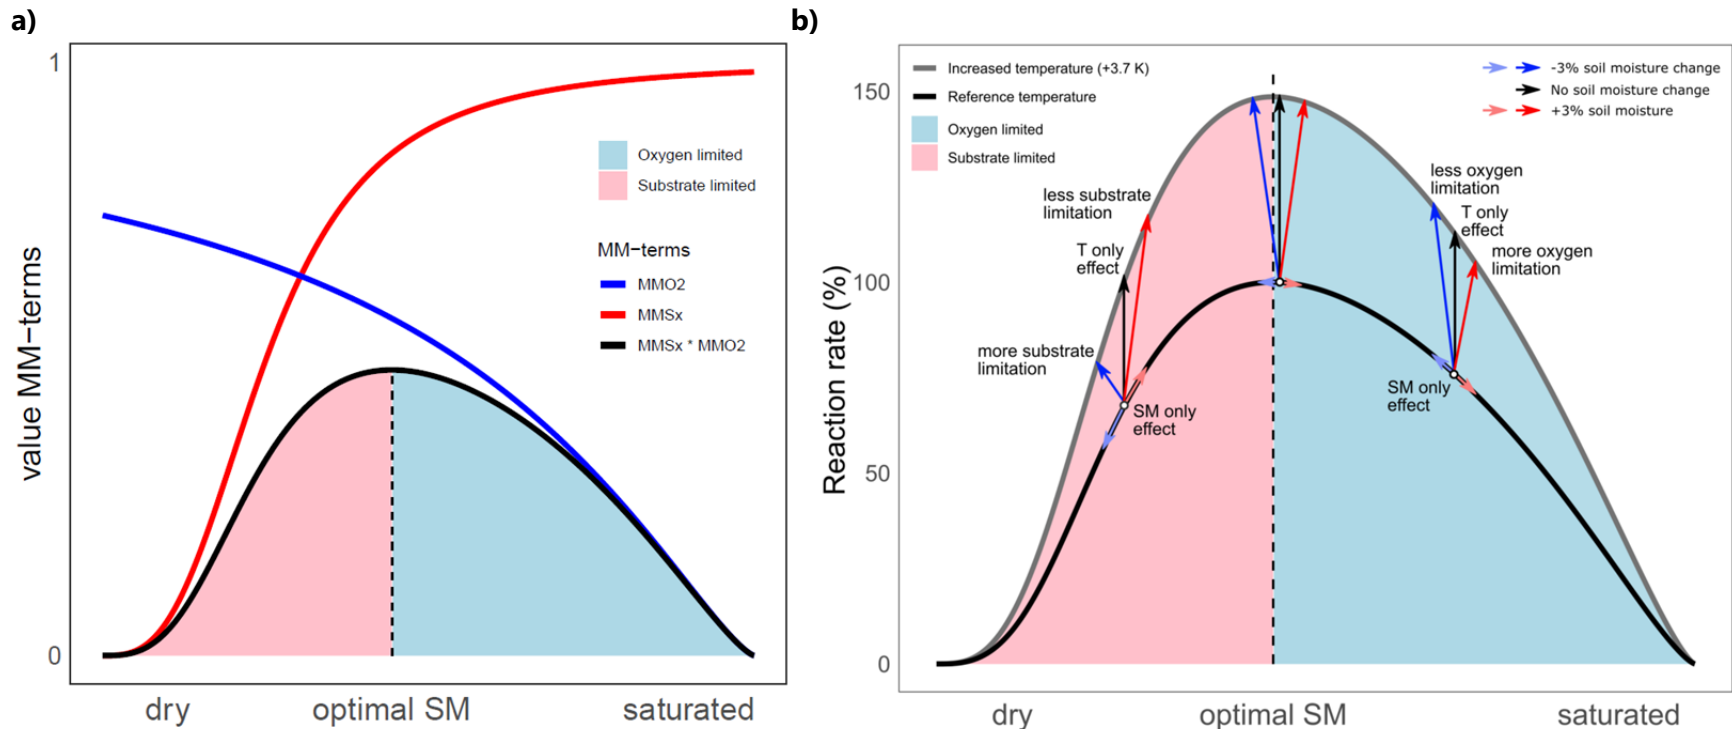 a)
1
value MM−terms
0
Oxygen limited
Substrate limited
MM−terms
MMO2
MMSx
MMSx * MMO2
dry
optimal SM
saturated
b)
Reaction rate (%)
150
100
50
0
Increased temperature (+3.7 K)
Reference temperature
Oxygen limited
Substrate limited
-3% soil moisture change
No soil moisture change
+3% soil moisture
less substrate
limitation
T only
effect
more substrate
limitation
SM only
effect
less oxygen
limitation
T only
effect
more oxygen
limitation
SM only
effect
dry
optimal SM
saturated